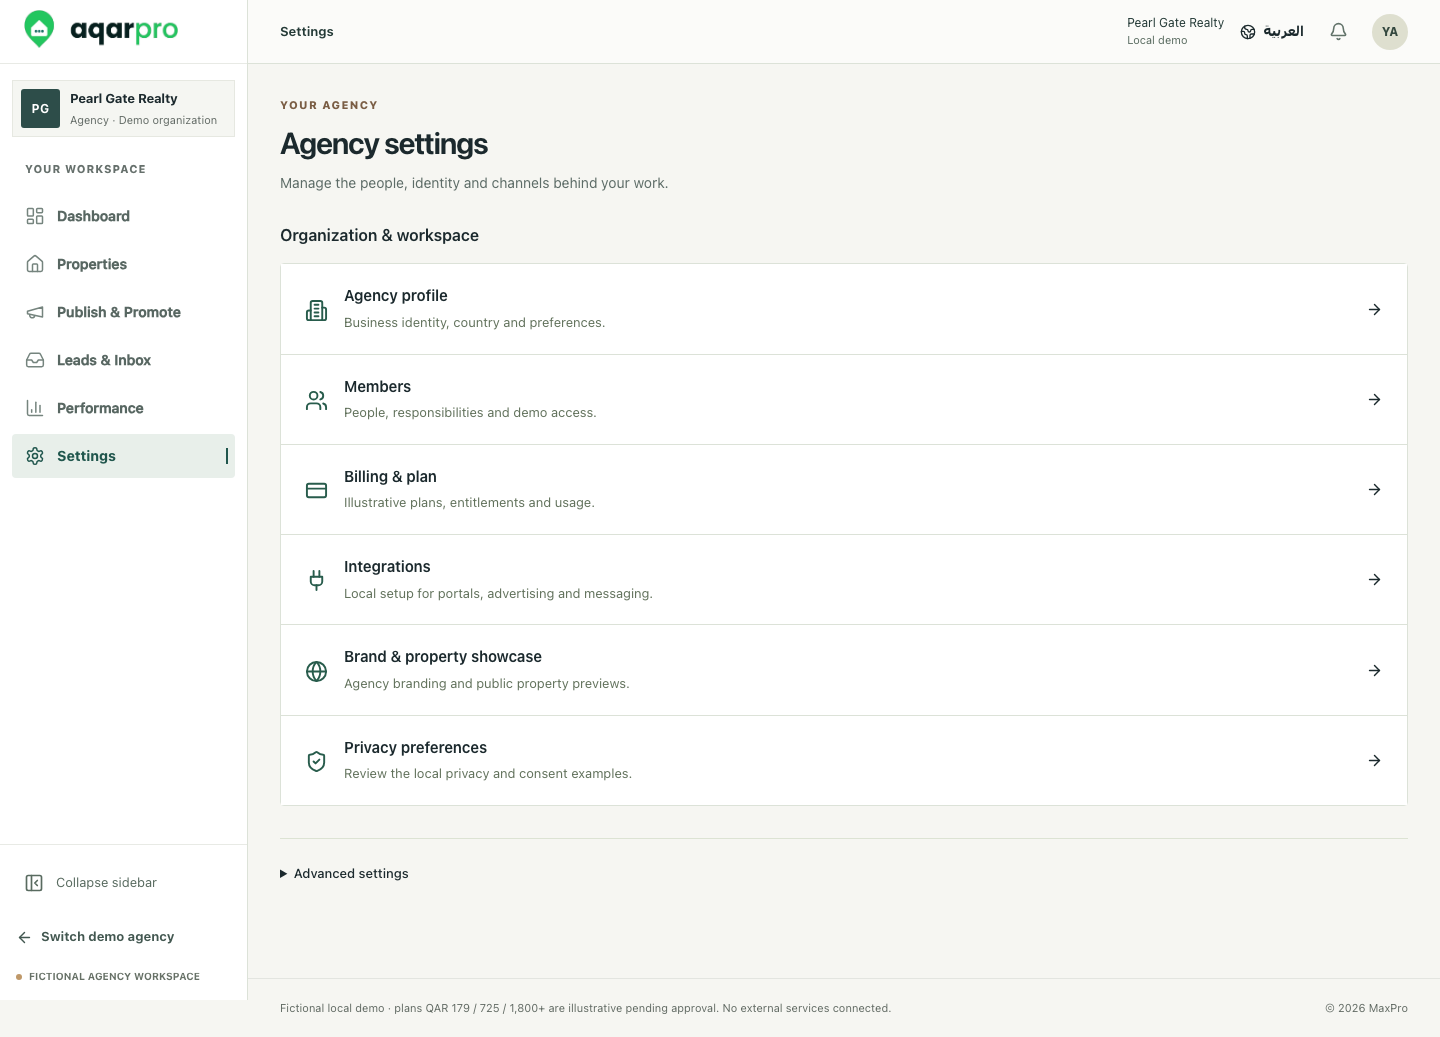 aqarpro
Settings
Pearl Gate Realty
Local demo
العربية
YA
PG
Pearl Gate Realty
Agency · Demo organization
YOUR WORKSPACE
Dashboard
Properties
Publish & Promote
Leads & Inbox
Performance
Settings
Collapse sidebar
Switch demo agency
FICTIONAL AGENCY WORKSPACE
YOUR AGENCY
Agency settings
Manage the people, identity and channels behind your work.
Organization & workspace
Agency profile
Business identity, country and preferences.
Members
People, responsibilities and demo access.
Billing & plan
Illustrative plans, entitlements and usage.
Integrations
Local setup for portals, advertising and messaging.
Brand & property showcase
Agency branding and public property previews.
Privacy preferences
Review the local privacy and consent examples.
Advanced settings
Fictional local demo · plans QAR 179 / 725 / 1,800+ are illustrative pending approval. No external services connected.
© 2026 MaxPro